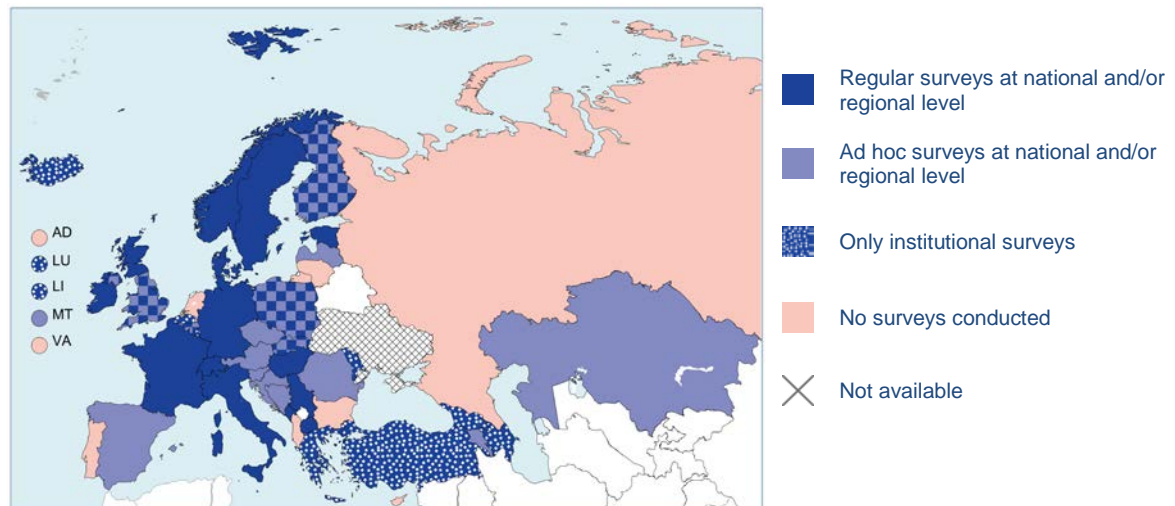 AD
LU
LI
MT
VA
Regular surveys at national and/or
regional level
Ad hoc surveys at national and/or
regional level
Only institutional surveys
No surveys conducted
Not available